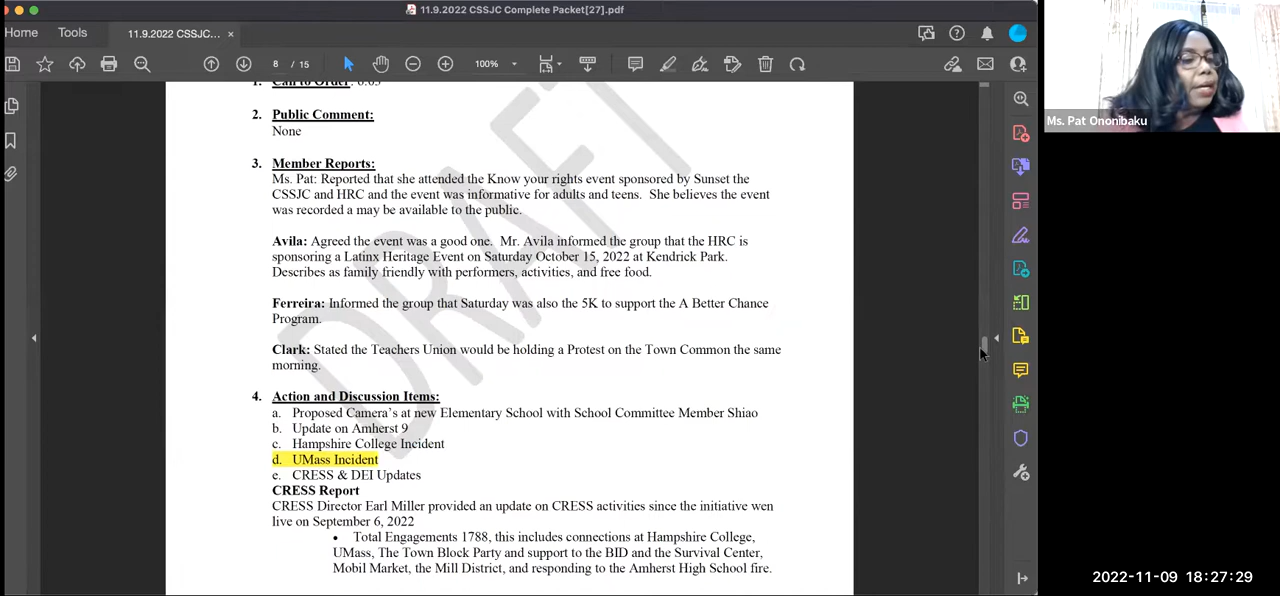 11.9.2022 CSSJC Complete Packet[27].pdf
Home Tools 11.9.2022 CSSJC... ×
8 / 15 100%
1. Call to Order: 6:05
2. Public Comment:
None
3. Member Reports:
Ms. Pat: Reported that she attended the Know your rights event sponsored by Sunset the
CSSJC and HRC and the event was informative for adults and teens. She believes the event
was recorded a may be available to the public.
Avila: Agreed the event was a good one. Mr. Avila informed the group that the HRC is
sponsoring a Latinx Heritage Event on Saturday October 15, 2022 at Kendrick Park.
Describes as family friendly with performers, activities, and free food.
Ferreira: Informed the group that Saturday was also the 5K to support the A Better Chance
Program.
Clark: Stated the Teachers Union would be holding a Protest on the Town Common the same
morning.
4. Action and Discussion Items:
a. Proposed Camera's at new Elementary School with School Committee Member Shiao
b. Update on Amherst 9
c. Hampshire College Incident
d. UMass Incident
e. CRESS & DEI Updates
CRESS Report
CRESS Director Earl Miller provided an update on CRESS activities since the initiative wen
live on September 6, 2022
• Total Engagements 1788, this includes connections at Hampshire College,
UMass, The Town Block Party and support to the BID and the Survival Center,
Mobil Market, the Mill District, and responding to the Amherst High School fire.
DRAFT
Ms. Pat Ononibaku
2022-11-09 18:27:29